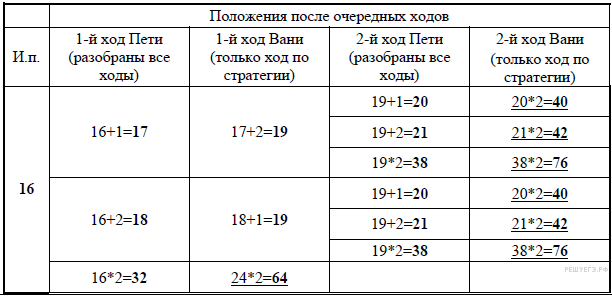 Положения после очередных ходов
И.п.
1-й ход Пети
(разобраны все
ходы)
1-й ход Вани
(только ход по
стратегии)
2-й ход Пети
(разобраны все
ходы)
2-й ход Вани
(только ход по
стратегии)
16
16+1=17
17+2=19
19+1=20
20*2=40
19+2=21
21*2=42
19*2=38
38*2=76
16+2=18
18+1=19
19+1=20
20*2=40
19+2=21
21*2=42
19*2=38
38*2=76
16*2=32
24*2=64
РЕШУЕГЭ.РФ